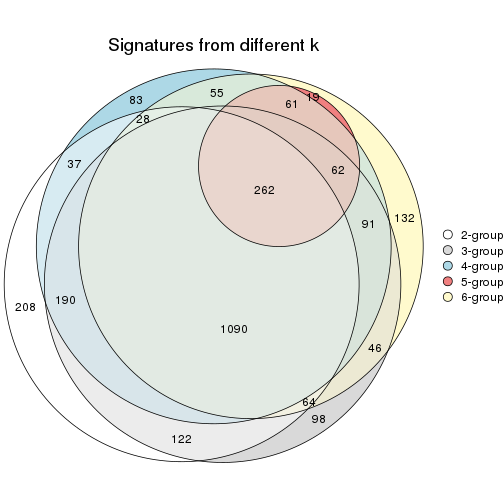 Signatures from different k
83
55
61
19
28
37
62
262
91
132
208
190
1090
46
64
98
122
2-group
3-group
4-group
5-group
6-group